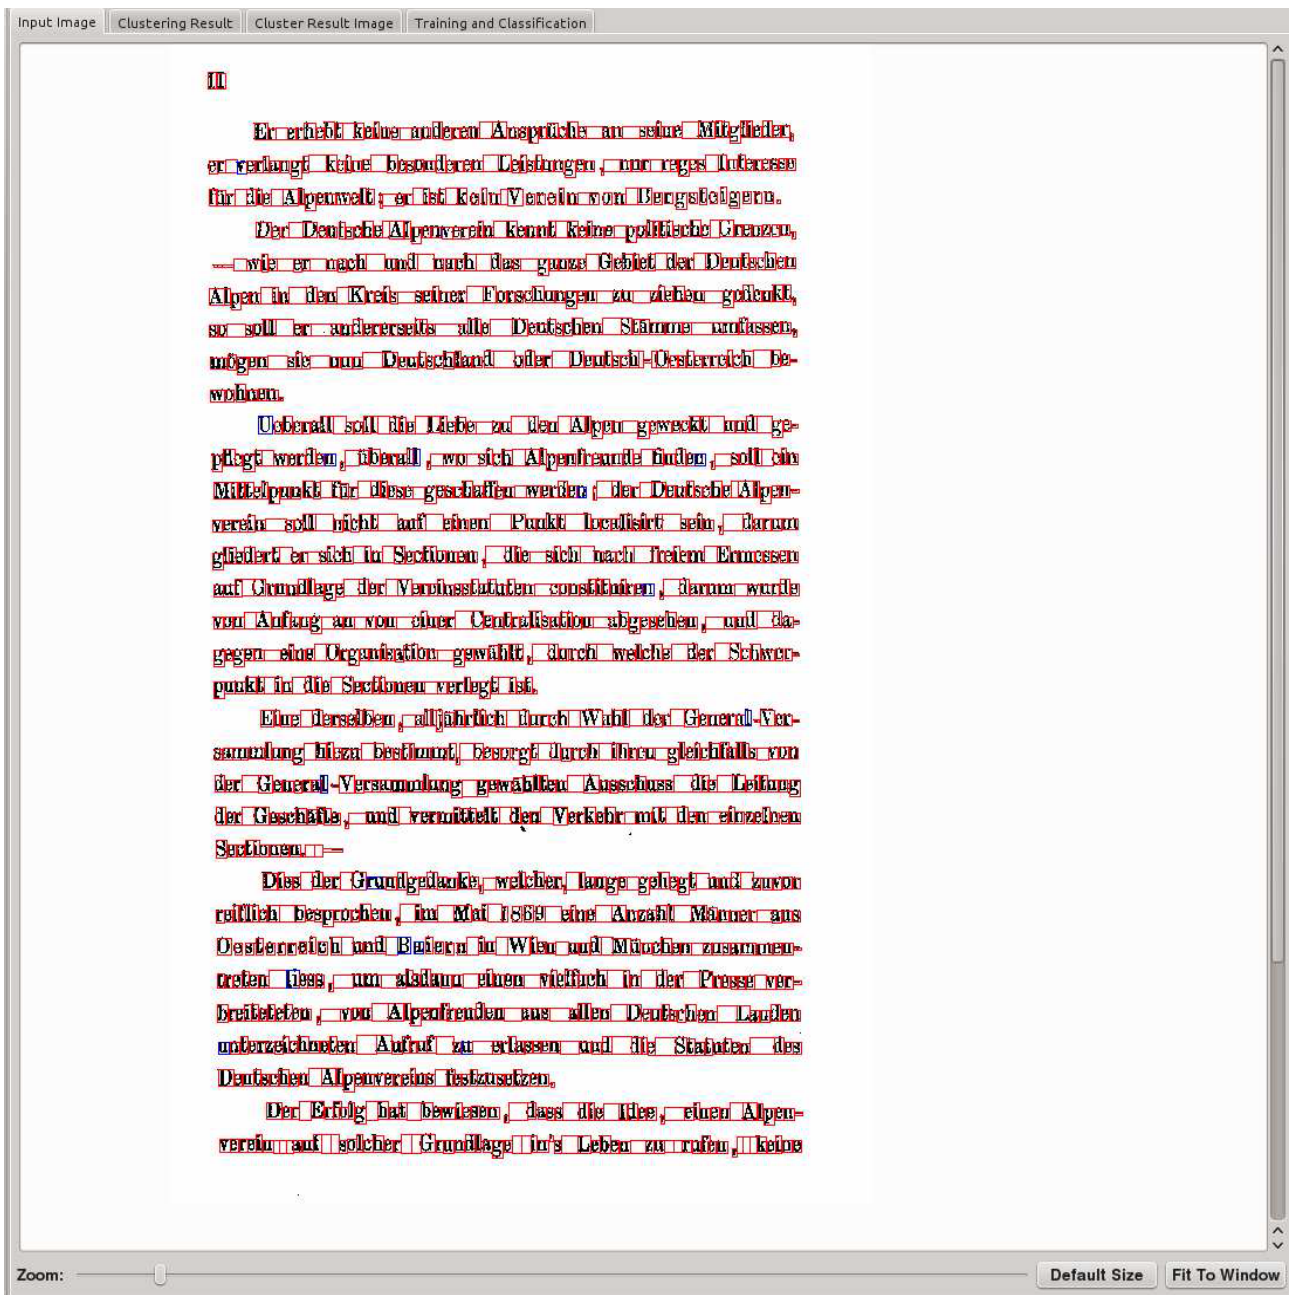 Input Image Clustering Result Cluster Result Image Training and Classification
II
Er erhebt keine anderen Ansprüche an seine Mitglieder,
er verlangt keine besonderen Leistungen, nur reges Interesse
für die Alpenwelt; er ist kein Verein von Bergsteigern.
Der Deutsche Alpenverein kennt keine politische Grenzen,
— wie er nach und nach das ganze Gebiet der Deutschen
Alpen in den Kreis seiner Forschungen zu ziehen gedenkt,
so soll er andererseits alle Deutschen Stämme umfassen,
mögen sie nun Deutschland oder Deutsch-Oesterreich be-
wohnen.
Ueberall soll die Liebe zu den Alpen geweckt und ge-
pflegt werden, überall, wo sich Alpenfreunde finden, soll ein
Mittelpunkt für diese geschaffen werden; der Deutsche Alpen-
verein soll nicht auf einen Punkt localisirt sein, darum
gliedert er sich in Sectionen, die sich nach freiem Ermessen
auf Grundlage der Vereinsstatuten constituiren, darum wurde
von Anfang an von einer Centralisation abgesehen, und da-
gegen eine Organisation gewählt, durch welche der Schwer-
punkt in die Sectionen verlegt ist.
Eine derselben, alljährlich durch Wahl der General-Ver-
sammlung hiezu bestimmt, besorgt durch ihren gleichfalls von
der General-Versammlung gewählten Ausschuss die Leitung
der Geschäfte, und vermittelt den Verkehr mit den einzelnen
Sectionen. —
Dies der Grundgedanke, welcher, lange gehegt und zuvor
reiflich besprochen, im Mai 1869 eine Anzahl Männer aus
Oesterreich und Baiern in Wien und München zusammen-
treten liess, um alsdann einen vielfach in der Presse ver-
breiteteten, von Alpenfreuden aus allen Deutschen Landen
unterzeichneten Aufruf zu erlassen und die Statuten des
Deutschen Alpenvereins festzusetzen.
Der Erfolg hat bewiesen, dass die Idee, einen Alpen-
verein auf solcher Grundlage in's Leben zu rufen, keine
Zoom: Default Size Fit To Window